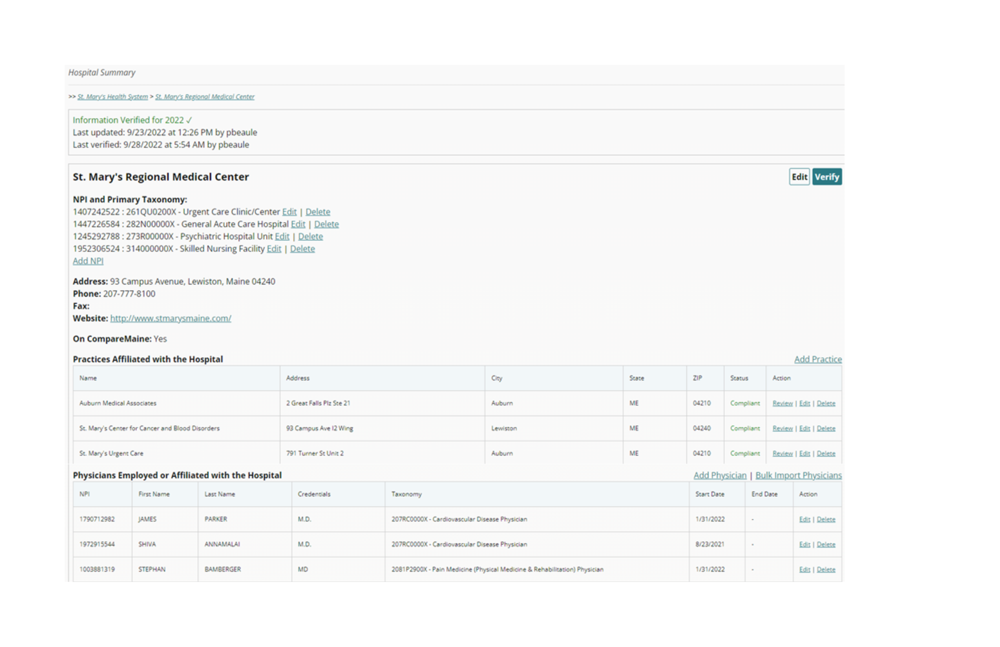 Hospital Summary
>> St. Mary's Health System > St. Mary's Regional Medical Center
Information Verified for 2022 ✓
Last updated: 9/23/2022 at 12:26 PM by pbeaule
Last verified: 9/28/2022 at 5:54 AM by pbeaule
St. Mary's Regional Medical Center Edit Verify
NPI and Primary Taxonomy:
1407242522 : 261QU0200X - Urgent Care Clinic/Center Edit | Delete
1447226584 : 282N00000X - General Acute Care Hospital Edit | Delete
1245292788 : 273R00000X - Psychiatric Hospital Unit Edit | Delete
1952306524 : 314000000X - Skilled Nursing Facility Edit | Delete
Add NPI
Address: 93 Campus Avenue, Lewiston, Maine 04240
Phone: 207-777-8100
Fax:
Website: http://www.stmarysmaine.com/
On CompareMaine: Yes
Practices Affiliated with the Hospital Add Practice
Name Address City State ZIP Status Action
Auburn Medical Associates 2 Great Falls Plz Ste 21 Auburn ME 04210 Compliant Review | Edit | Delete
St. Mary's Center for Cancer and Blood Disorders 93 Campus Ave I2 Wing Lewiston ME 04240 Compliant Review | Edit | Delete
St. Mary's Urgent Care 791 Turner St Unit 2 Auburn ME 04210 Compliant Review | Edit | Delete
Physicians Employed or Affiliated with the Hospital Add Physician | Bulk Import Physicians
NPI First Name Last Name Credentials Taxonomy Start Date End Date Action
1790712982 JAMES PARKER M.D. 207RC0000X - Cardiovascular Disease Physician 1/31/2022 - Edit | Delete
1972915544 SHIVA ANNAMALAI M.D. 207RC0000X - Cardiovascular Disease Physician 8/23/2021 - Edit | Delete
1003881319 STEPHAN BAMBERGER MD 2081P2900X - Pain Medicine (Physical Medicine & Rehabilitation) Physician 1/31/2022 - Edit | Delete